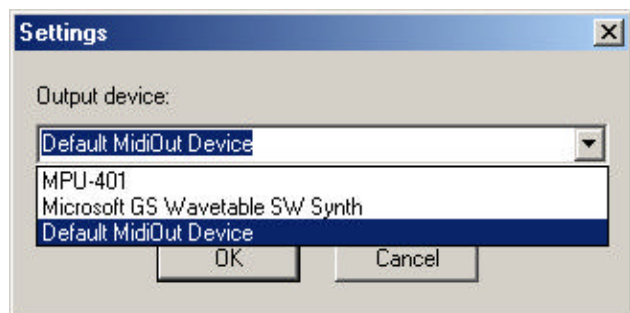 Settings
Output device:
Default MidiOut Device
MPU-401
Microsoft GS Wavetable SW Synth
Default MidiOut Device
OK
Cancel